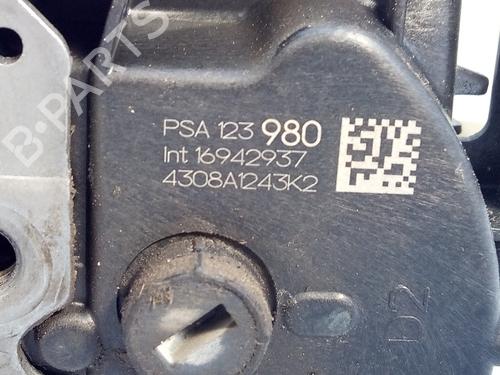 B-PARTS
PSA 123 980
Int 16942937
4308A1243K2
D2